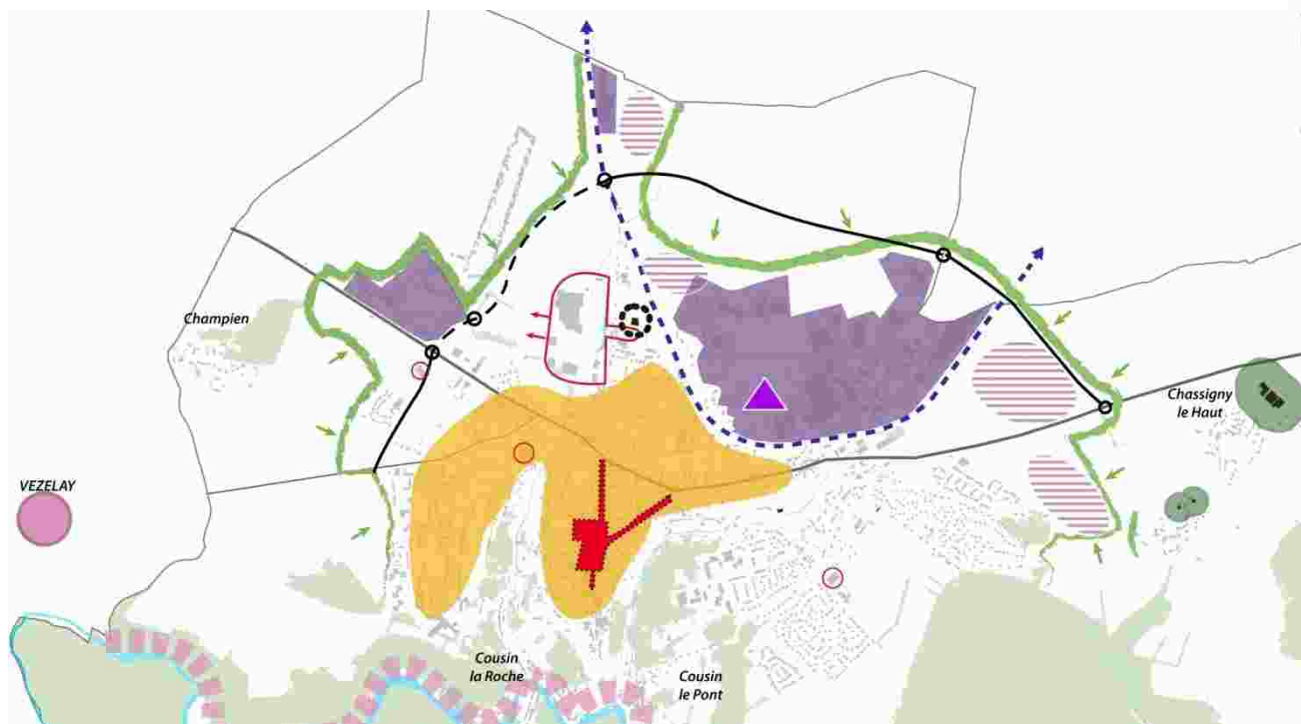 Champien
Chassigny
le Haut
VEZELAY
Cousin
la Roche
Cousin
le Pont